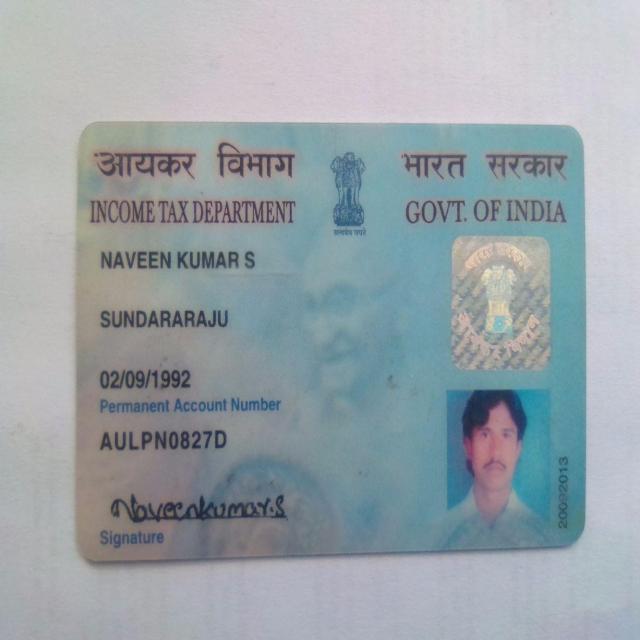 आयकर विभाग
भारत सरकार
INCOME TAX DEPARTMENT
GOVT. OF INDIA
सत्यमेव जयते
NAVEEN KUMAR S
SUNDARARAJU
02/09/1992
Permanent Account Number
AULPN0827D
Naveenkumar.S
Signature
20092013